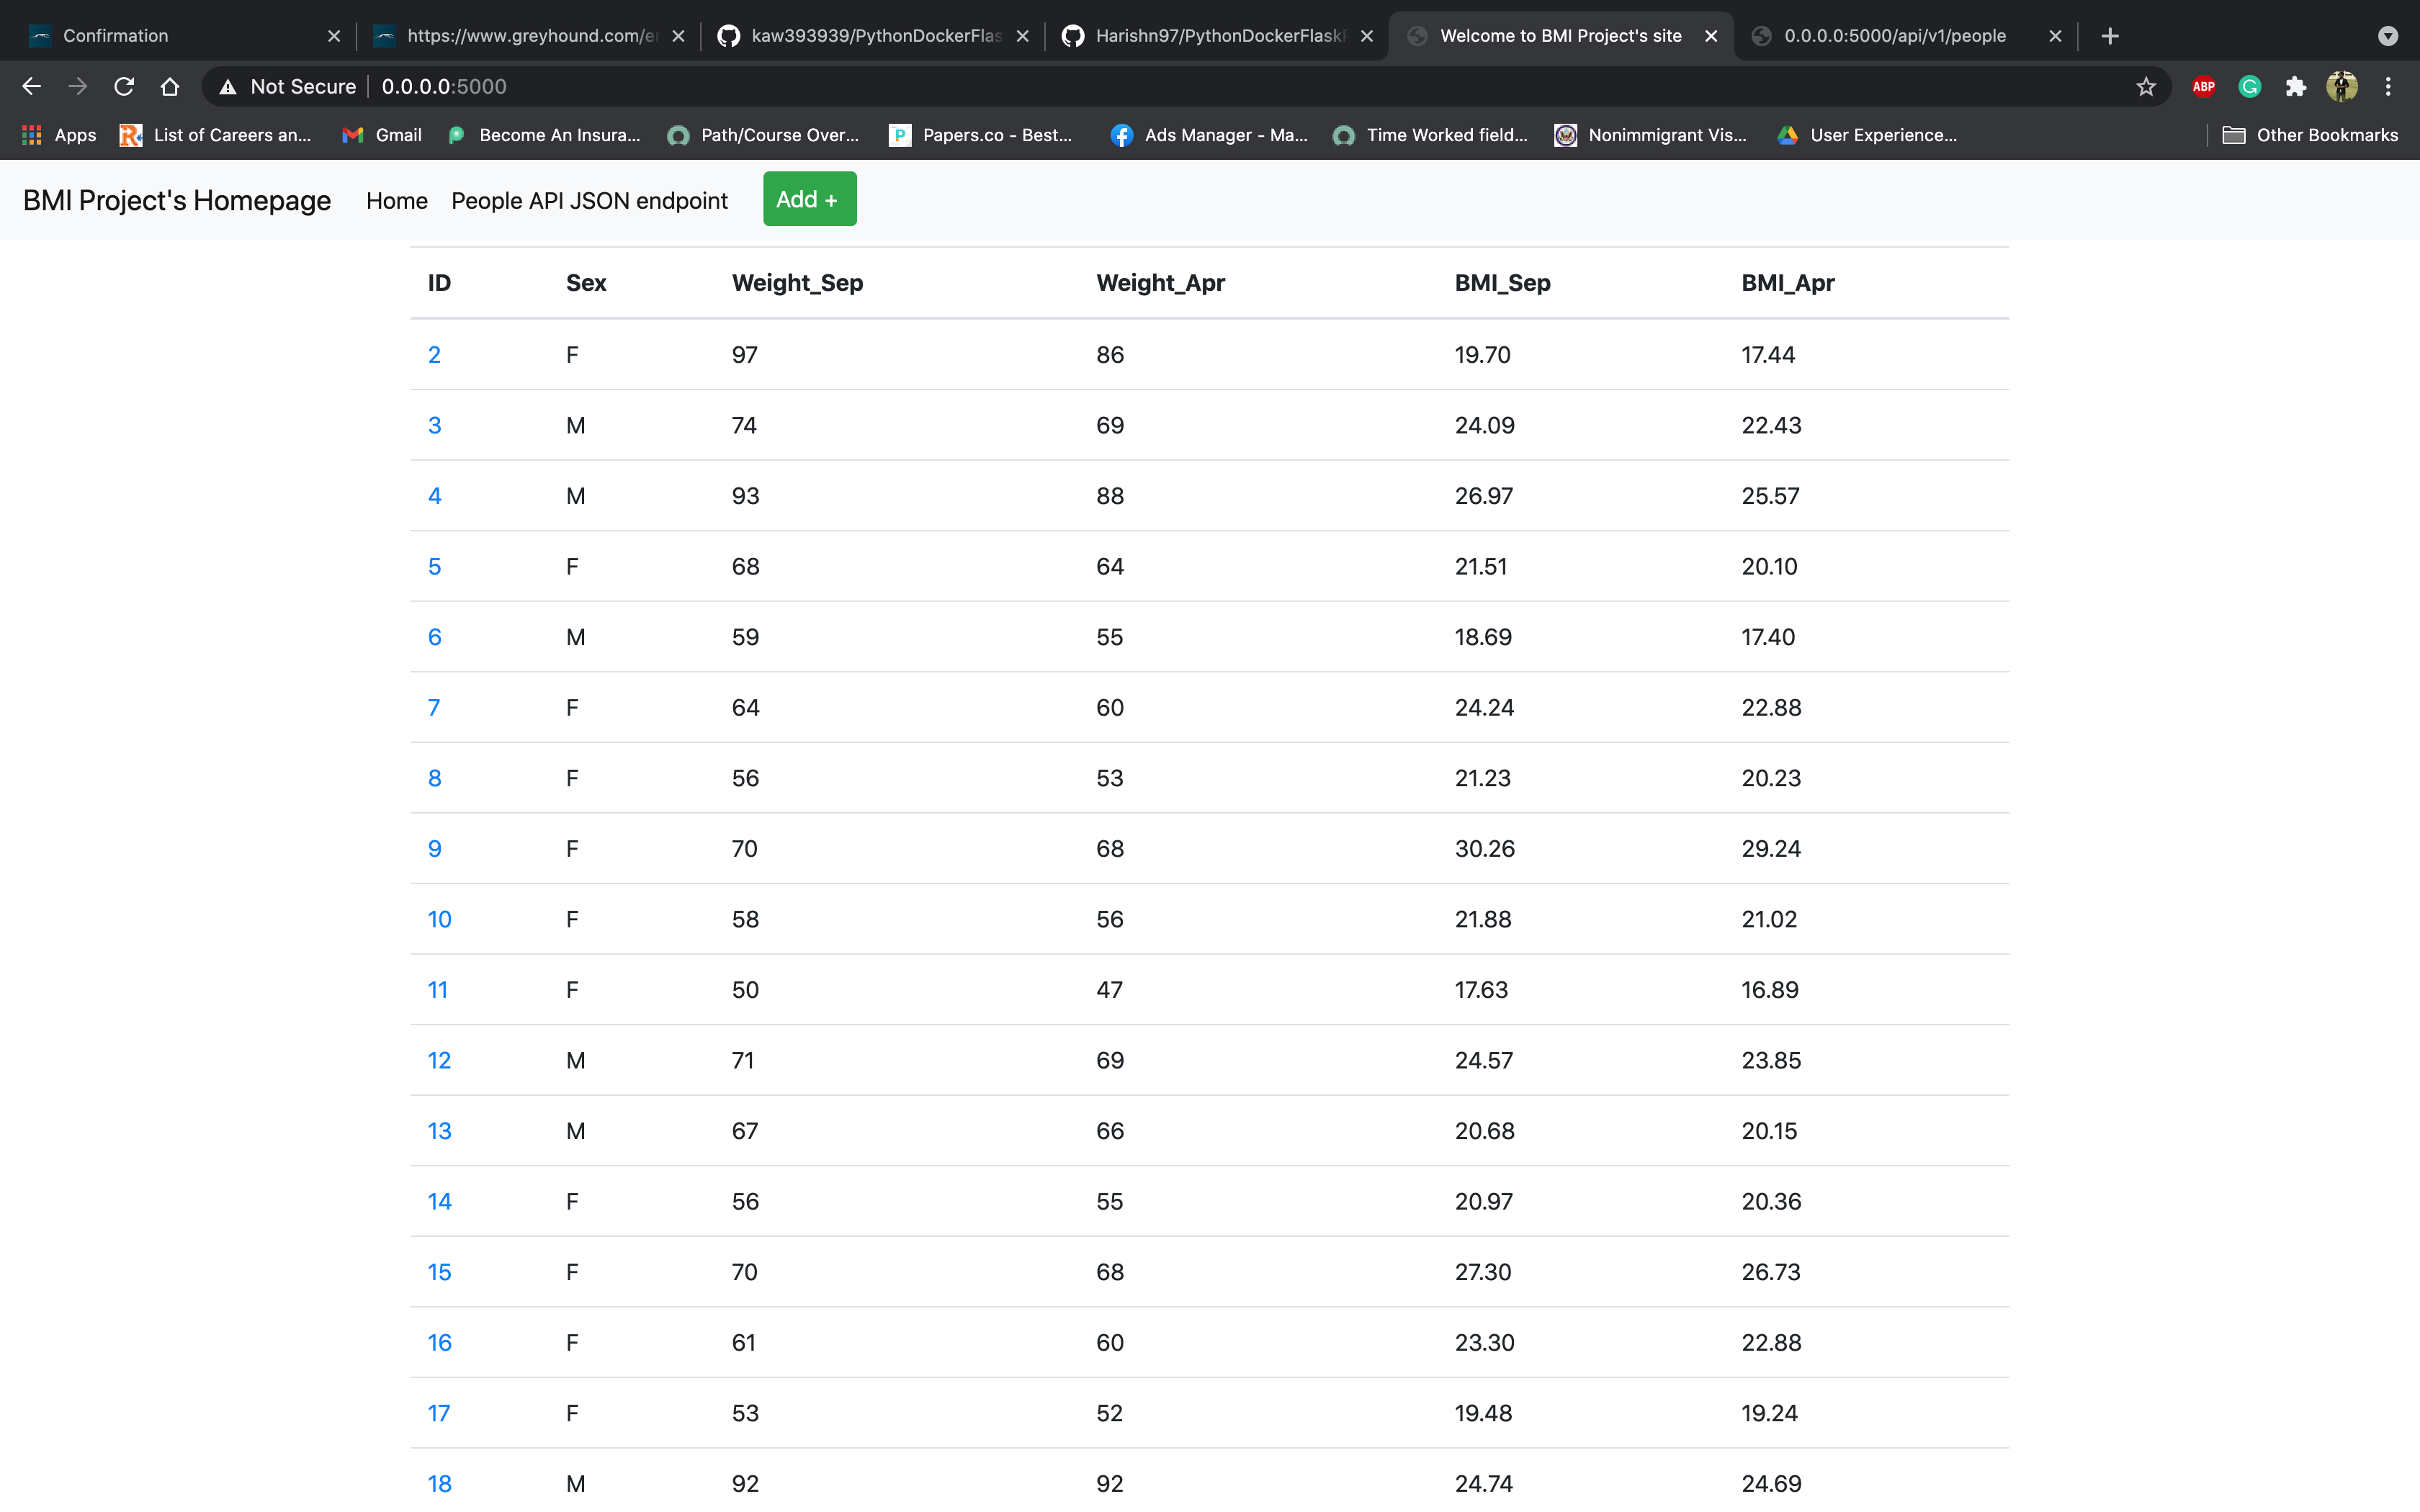 Confirmation https://www.greyhound.com/er kaw393939/PythonDockerFlas Harishn97/PythonDockerFlaskF Welcome to BMI Project's site 0.0.0.0:5000/api/v1/people
Not Secure 0.0.0.0:5000 ABP
Apps List of Careers an... Gmail Become An Insura... Path/Course Over... Papers.co - Best... Ads Manager - Ma... Time Worked field... Nonimmigrant Vis... User Experience... Other Bookmarks
BMI Project's Homepage Home People API JSON endpoint Add +
ID Sex Weight_Sep Weight_Apr BMI_Sep BMI_Apr
2 F 97 86 19.70 17.44
3 M 74 69 24.09 22.43
4 M 93 88 26.97 25.57
5 F 68 64 21.51 20.10
6 M 59 55 18.69 17.40
7 F 64 60 24.24 22.88
8 F 56 53 21.23 20.23
9 F 70 68 30.26 29.24
10 F 58 56 21.88 21.02
11 F 50 47 17.63 16.89
12 M 71 69 24.57 23.85
13 M 67 66 20.68 20.15
14 F 56 55 20.97 20.36
15 F 70 68 27.30 26.73
16 F 61 60 23.30 22.88
17 F 53 52 19.48 19.24
18 M 92 92 24.74 24.69